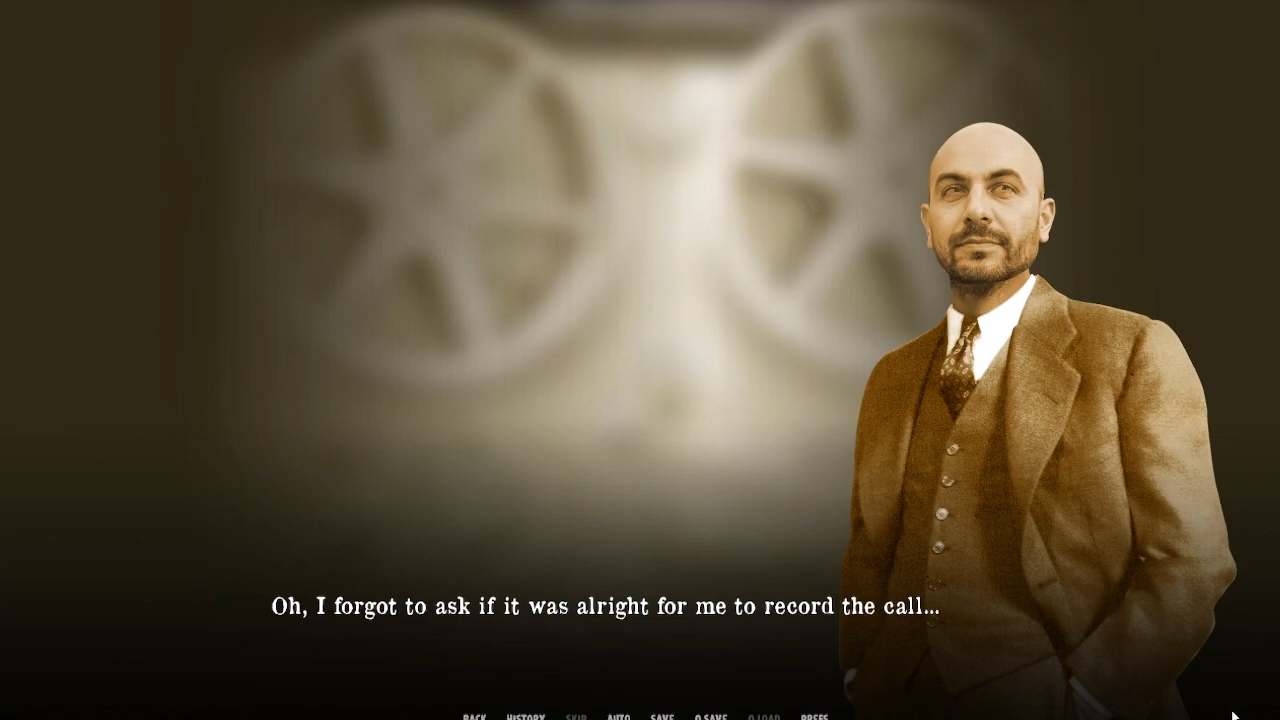 Oh, I forgot to ask if it was alright for me to record the call...
BACK HISTORY SKIP AUTO SAVE Q.SAVE Q.LOAD PREFS